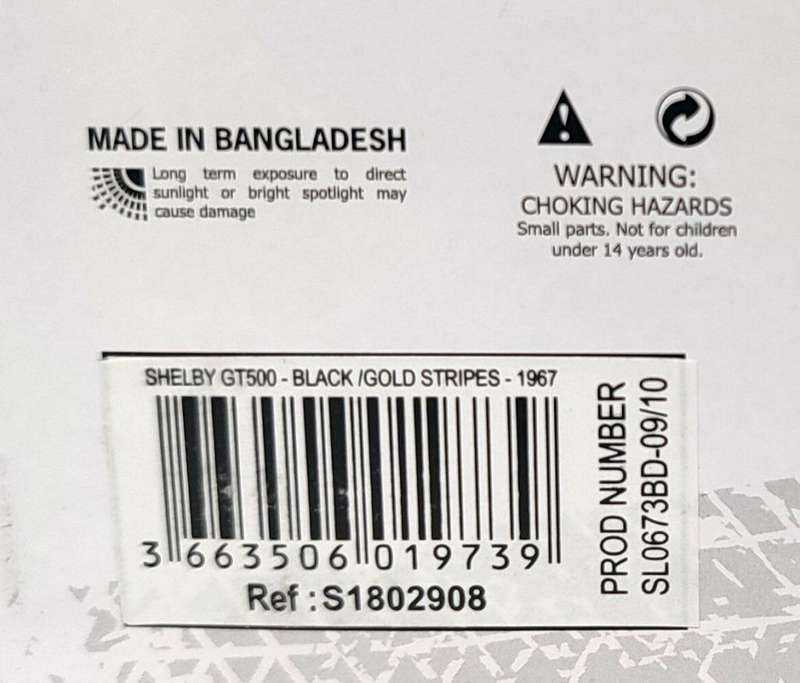 MADE IN BANGLADESH
Long term exposure to direct
sunlight or bright spotlight may
cause damage
WARNING:
CHOKING HAZARDS
Small parts. Not for children
under 14 years old.
SHELBY GT500 - BLACK /GOLD STRIPES - 1967
3 663506 019739
Ref : S1802908
PROD NUMBER
SL0673BD-09/10